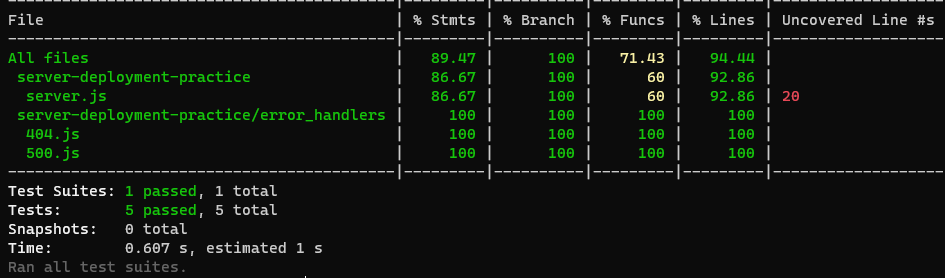 -------------------------------------------|---------|----------|---------|---------|-------------------
File                                       | % Stmts | % Branch | % Funcs | % Lines | Uncovered Line #s
-------------------------------------------|---------|----------|---------|---------|-------------------
All files                                  |   89.47 |      100 |   71.43 |   94.44 |
 server-deployment-practice                |   86.67 |      100 |      60 |   92.86 |
  server.js                                |   86.67 |      100 |      60 |   92.86 | 20
 server-deployment-practice/error_handlers |     100 |      100 |     100 |     100 |
  404.js                                   |     100 |      100 |     100 |     100 |
  500.js                                   |     100 |      100 |     100 |     100 |
-------------------------------------------|---------|----------|---------|---------|-------------------
Test Suites: 1 passed, 1 total
Tests:       5 passed, 5 total
Snapshots:   0 total
Time:        0.607 s, estimated 1 s
Ran all test suites.